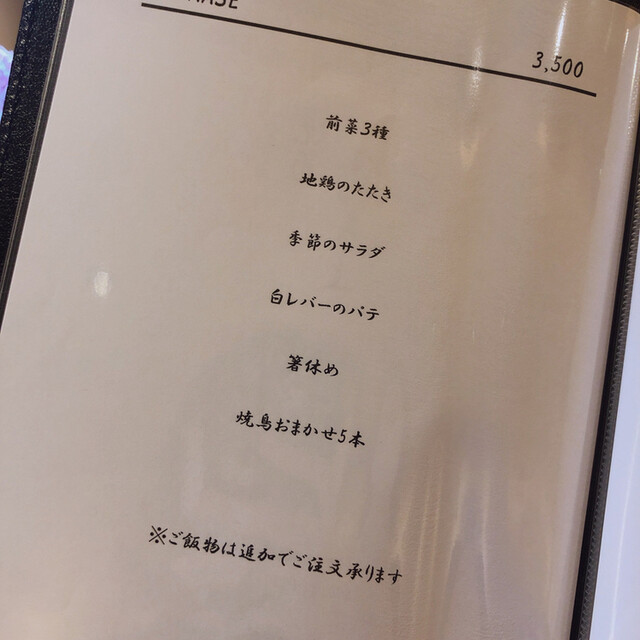 3,500
前菜3種
地鶏のたたき
季節のサラダ
白レバーのパテ
箸休め
焼鳥おまかせ5本
※ご飯物は追加でご注文承ります